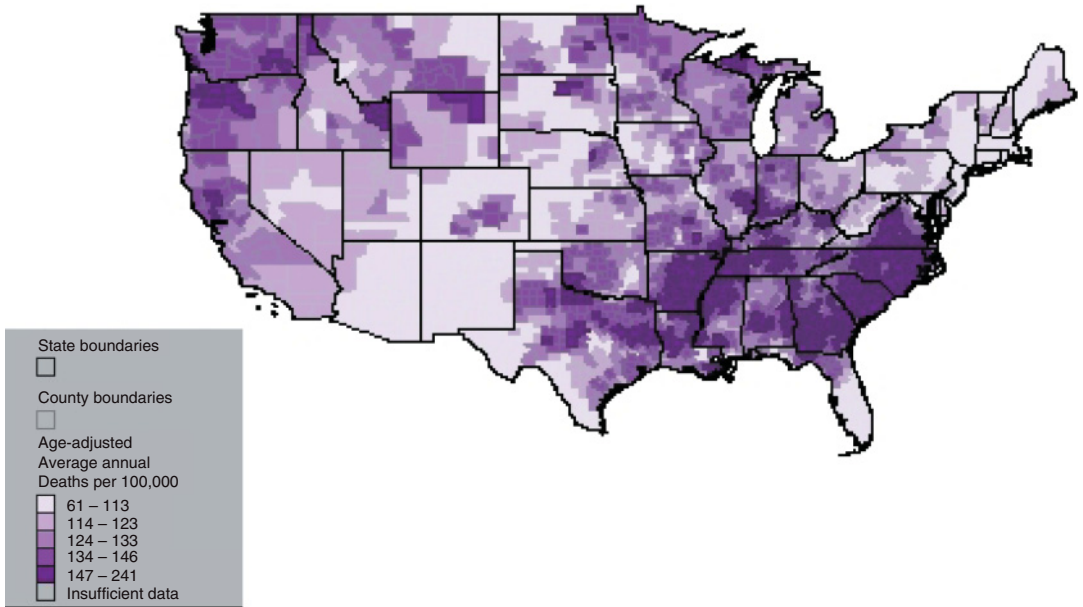 State boundaries
County boundaries
Age-adjusted
Average annual
Deaths per 100,000
61 – 113
114 – 123
124 – 133
134 – 146
147 – 241
Insufficient data